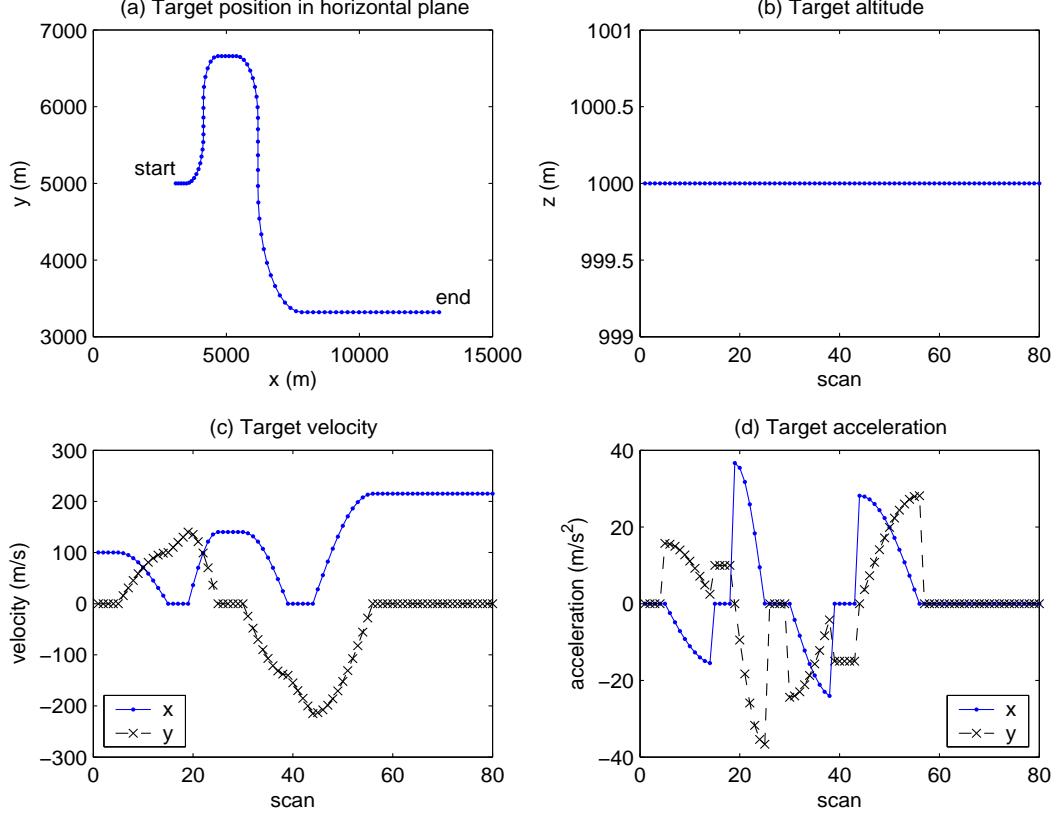 (a) Target position in horizontal plane
7000
6000
5000
4000
3000
y (m)
start
end
0
5000
10000
15000
x (m)
(b) Target altitude
1001
1000.5
1000
999.5
999
z (m)
0
20
40
60
80
scan
(c) Target velocity
300
200
100
0
−100
−200
−300
velocity (m/s)
x
y
0
20
40
60
80
scan
(d) Target acceleration
40
20
0
−20
−40
acceleration (m/s²)
x
y
0
20
40
60
80
scan